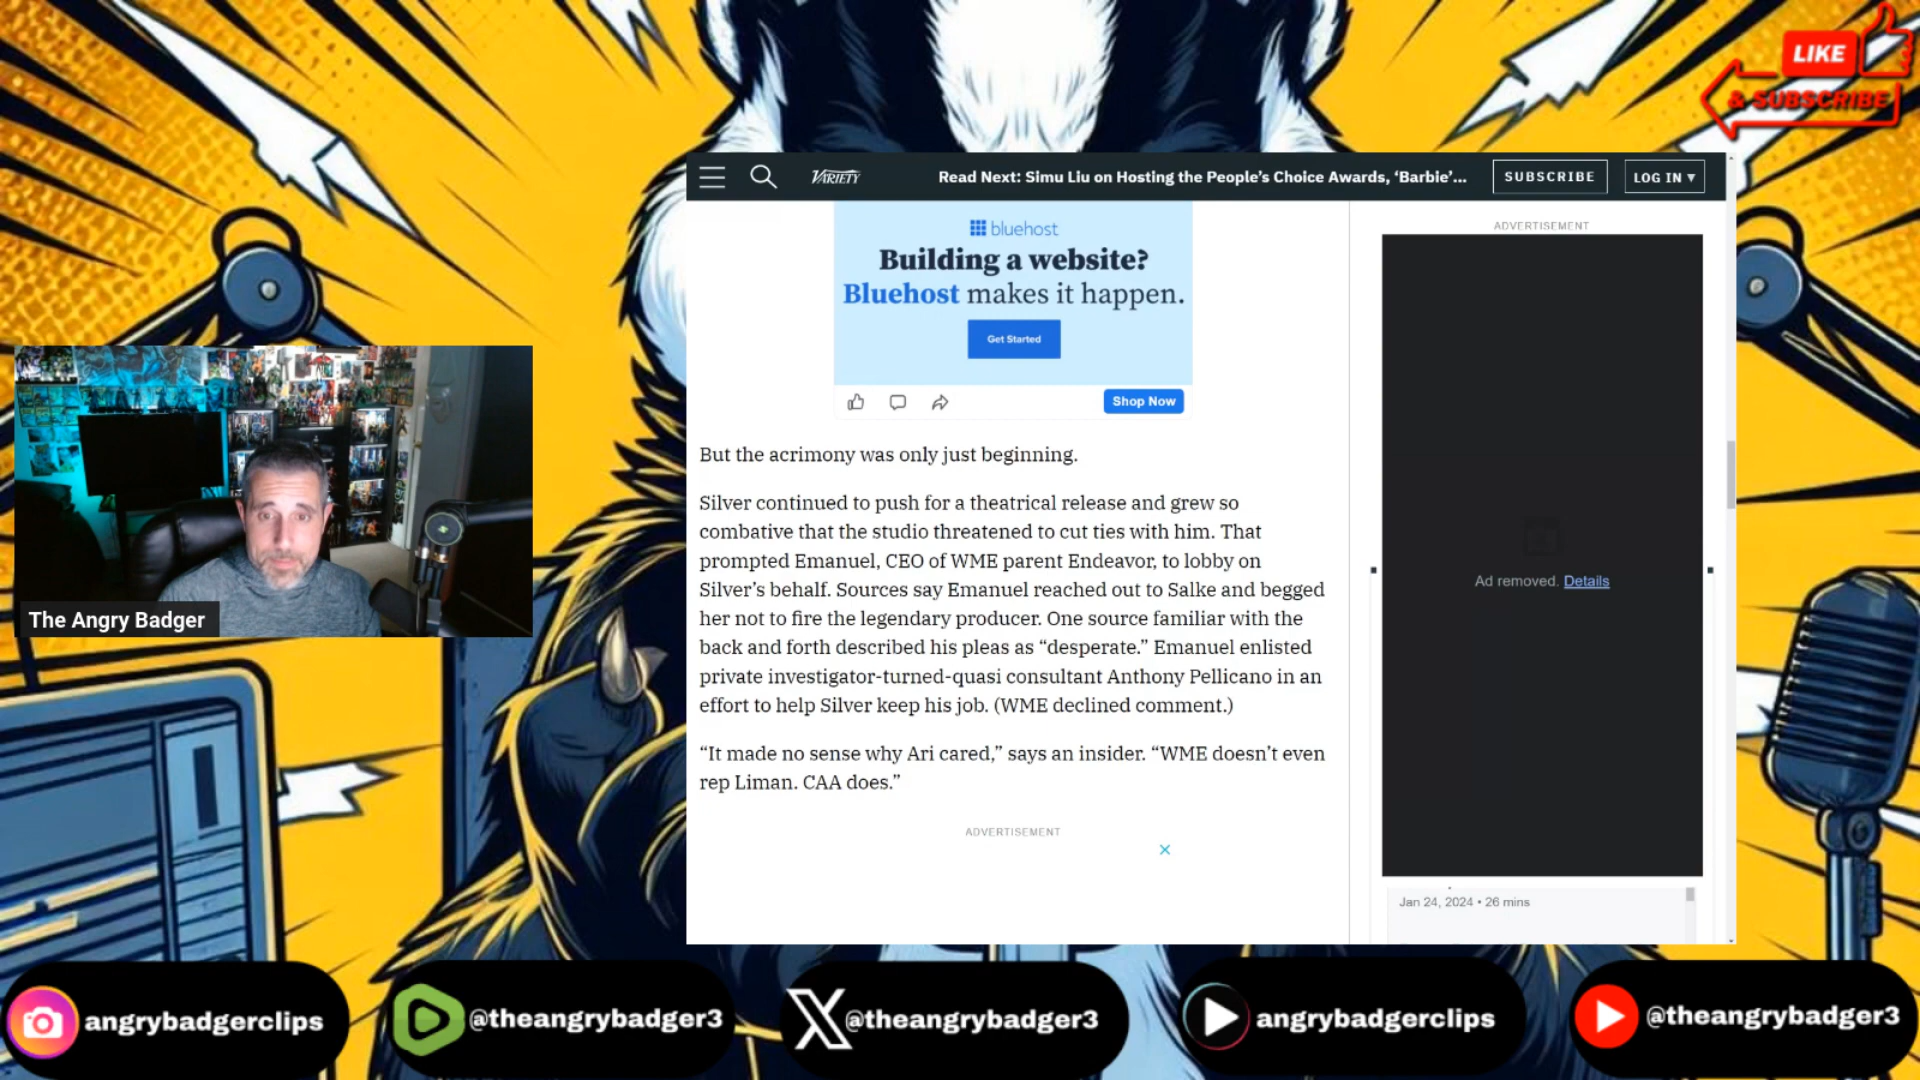 LIKE
& SUBSCRIBE
VARIETY
Read Next: Simu Liu on Hosting the People’s Choice Awards, ‘Barbie’...
SUBSCRIBE
LOG IN ▾
bluehost
Building a website?
Bluehost makes it happen.
Get Started
Shop Now
But the acrimony was only just beginning.
Silver continued to push for a theatrical release and grew so
combative that the studio threatened to cut ties with him. That
prompted Emanuel, CEO of WME parent Endeavor, to lobby on
Silver’s behalf. Sources say Emanuel reached out to Salke and begged
her not to fire the legendary producer. One source familiar with the
back and forth described his pleas as “desperate.” Emanuel enlisted
private investigator-turned-quasi consultant Anthony Pellicano in an
effort to help Silver keep his job. (WME declined comment.)
“It made no sense why Ari cared,” says an insider. “WME doesn’t even
rep Liman. CAA does.”
ADVERTISEMENT
ADVERTISEMENT
Ad removed. Details
Jan 24, 2024 • 26 mins
The Angry Badger
angrybadgerclips
@theangrybadger3
@theangrybadger3
angrybadgerclips
@theangrybadger3